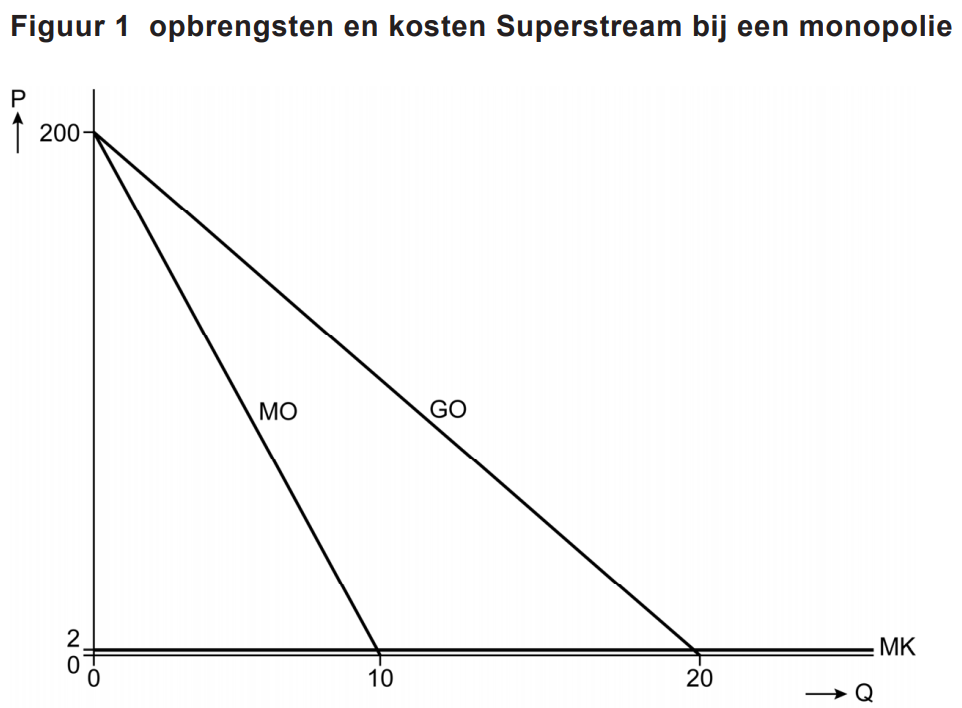 Figuur 1 opbrengsten en kosten Superstream bij een monopolie
P
200
MO
GO
2
0
MK
0
10
20
Q